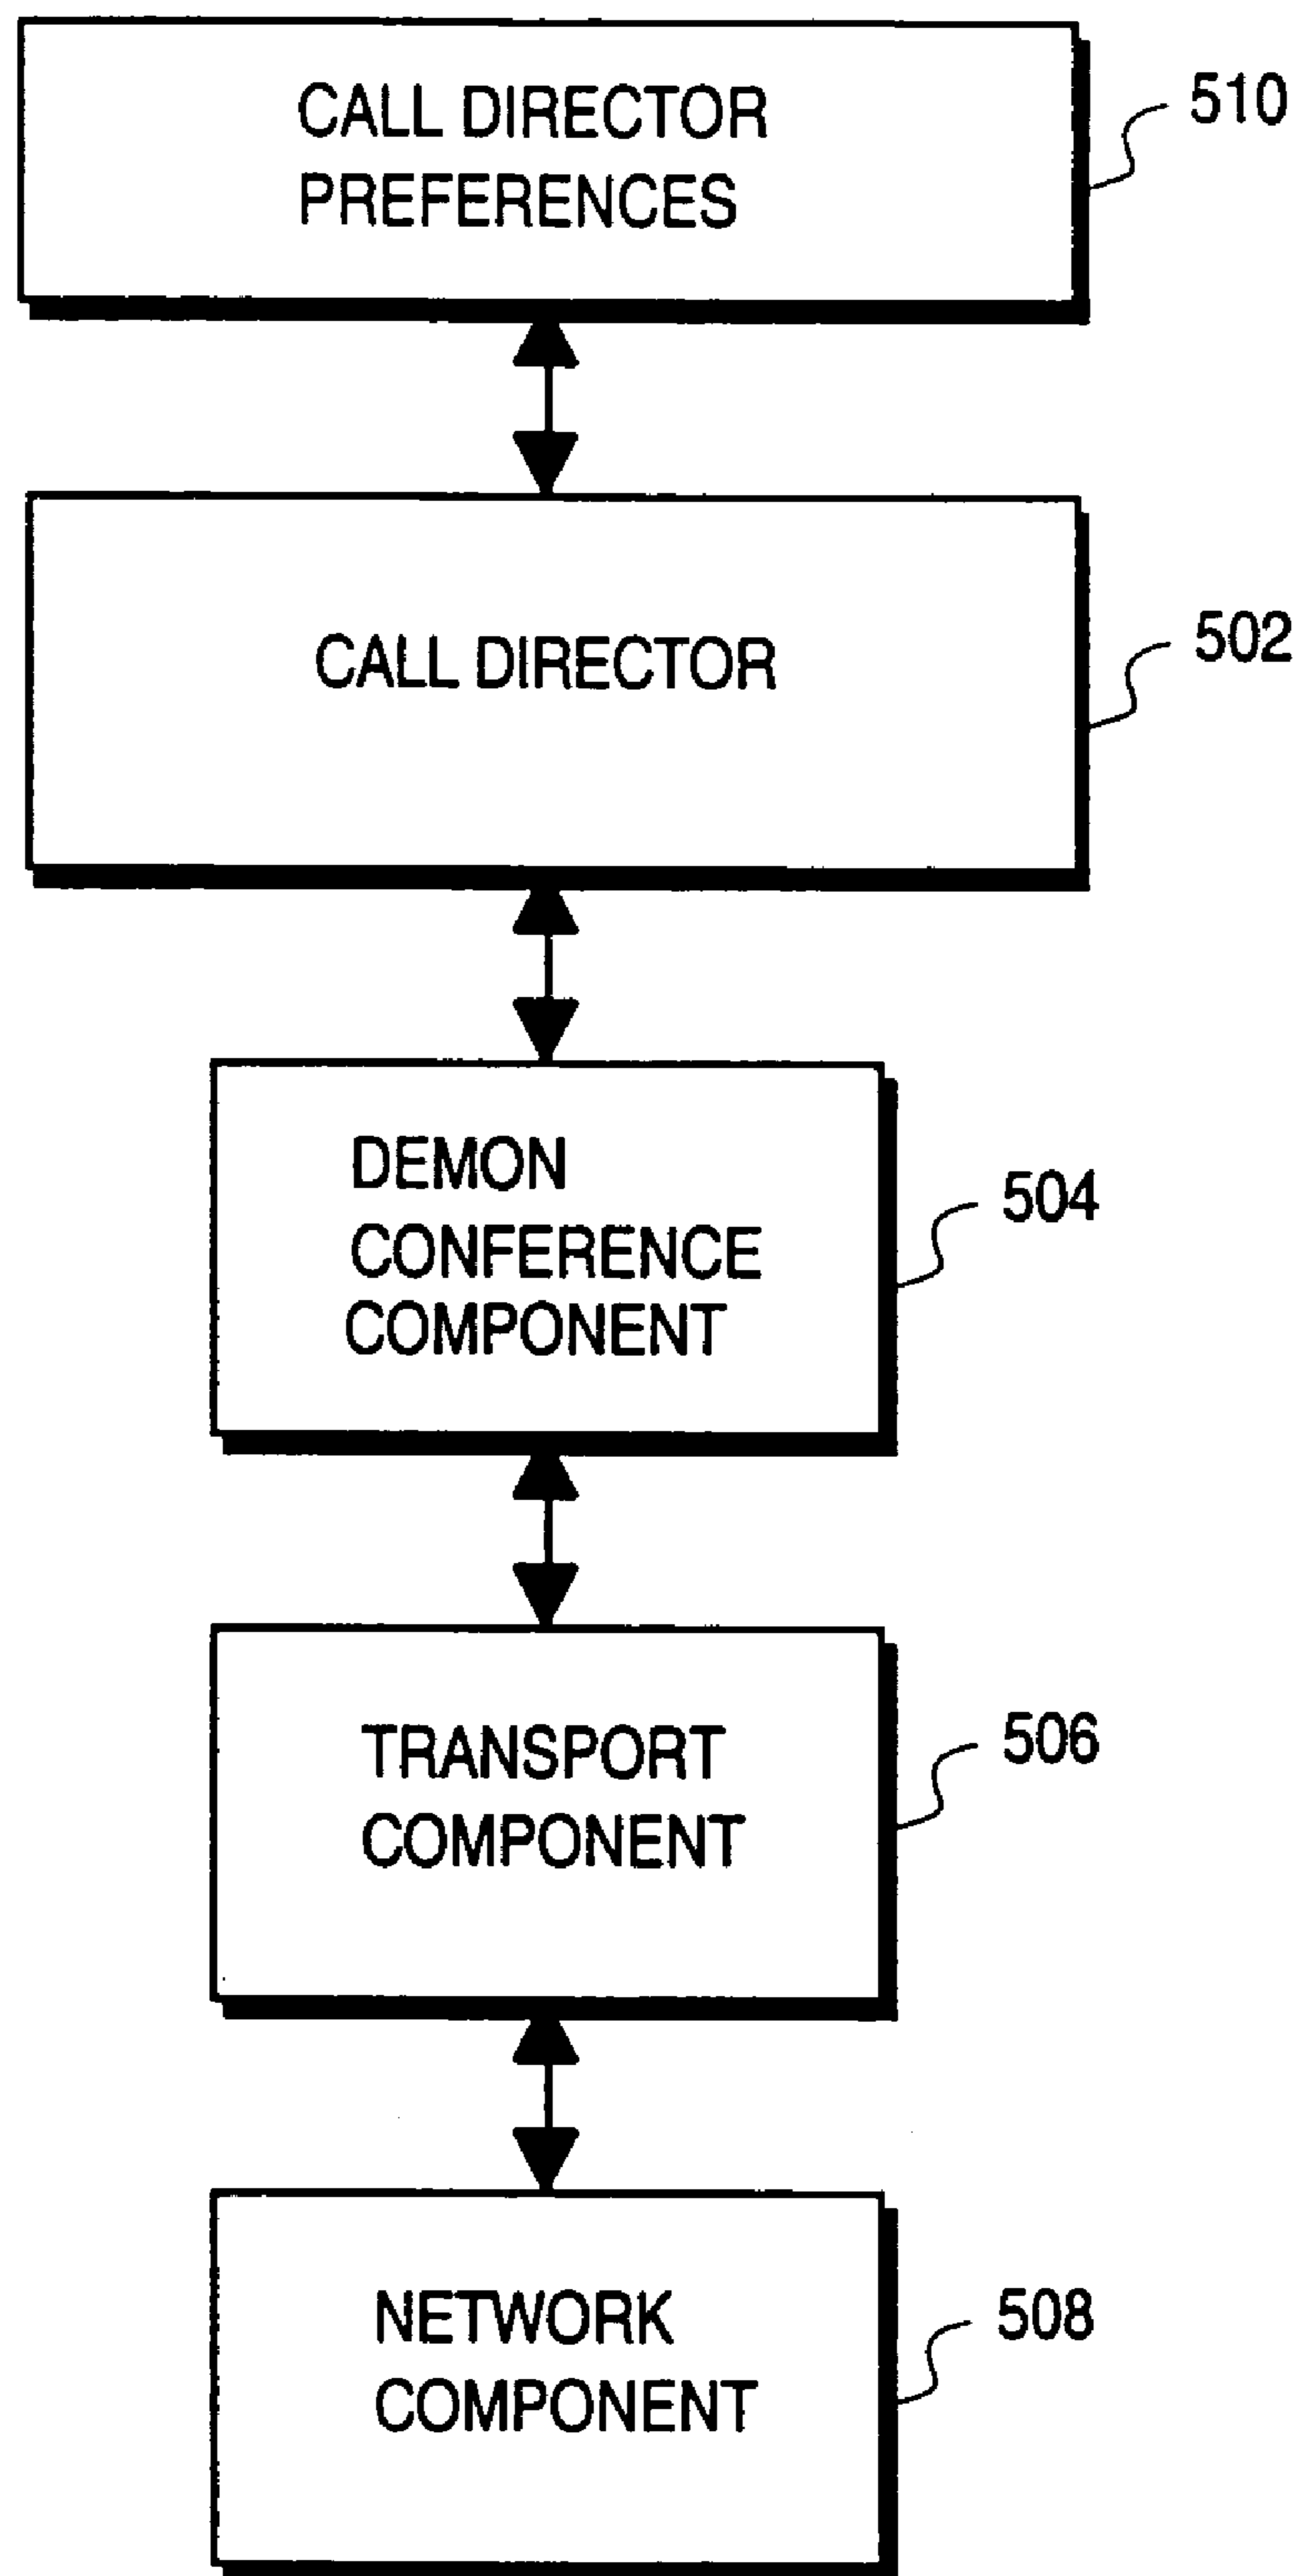 CALL DIRECTOR
PREFERENCES
510
CALL DIRECTOR
502
DEMON
CONFERENCE
COMPONENT
504
TRANSPORT
COMPONENT
506
NETWORK
COMPONENT
508